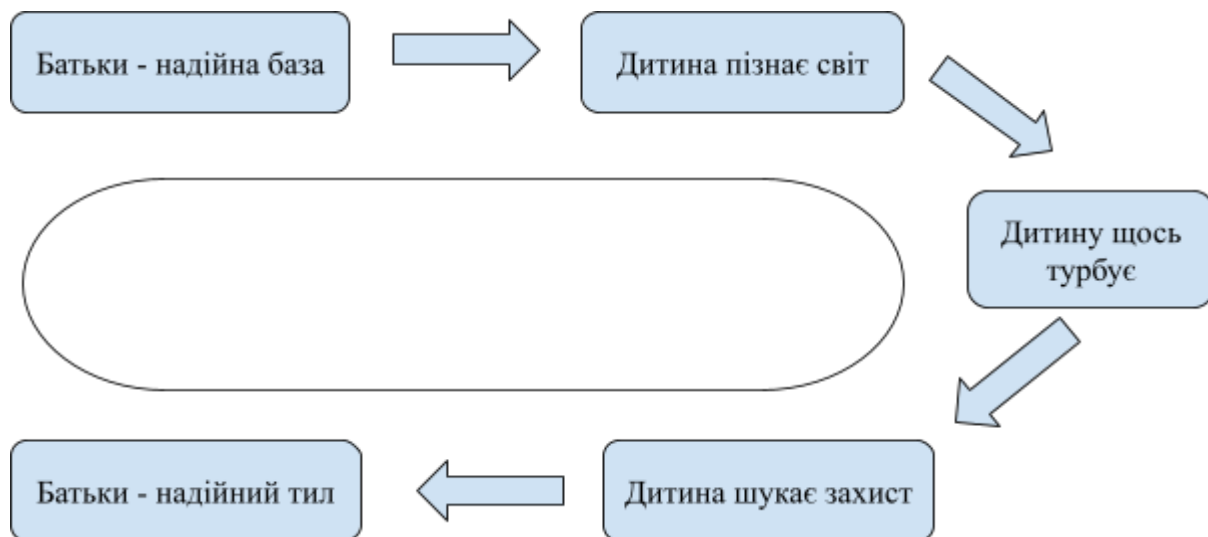 Батьки - надійна база
Дитина пізнає світ
Дитину щось
турбує
Дитина шукає захист
Батьки - надійний тил